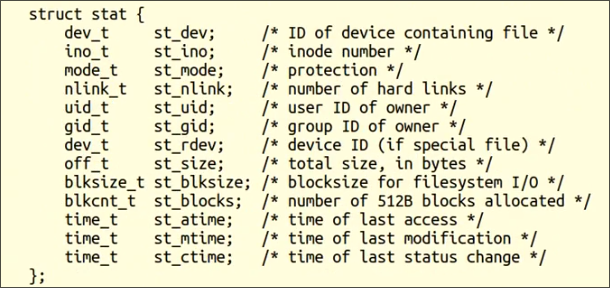 struct stat {
    dev_t     st_dev;     /* ID of device containing file */
    ino_t     st_ino;     /* inode number */
    mode_t    st_mode;    /* protection */
    nlink_t   st_nlink;   /* number of hard links */
    uid_t     st_uid;     /* user ID of owner */
    gid_t     st_gid;     /* group ID of owner */
    dev_t     st_rdev;    /* device ID (if special file) */
    off_t     st_size;    /* total size, in bytes */
    blksize_t st_blksize; /* blocksize for filesystem I/O */
    blkcnt_t  st_blocks;  /* number of 512B blocks allocated */
    time_t    st_atime;   /* time of last access */
    time_t    st_mtime;   /* time of last modification */
    time_t    st_ctime;   /* time of last status change */
};